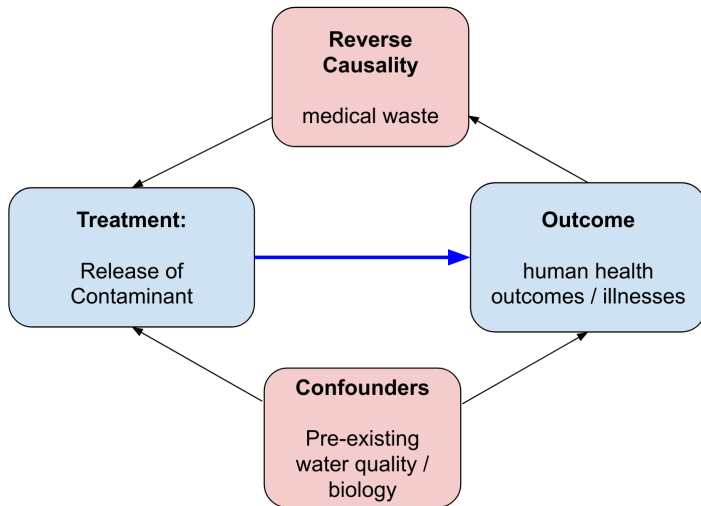 Reverse
Causality
medical waste
Treatment:
Release of
Contaminant
Outcome
human health
outcomes / illnesses
Confounders
Pre-existing
water quality /
biology